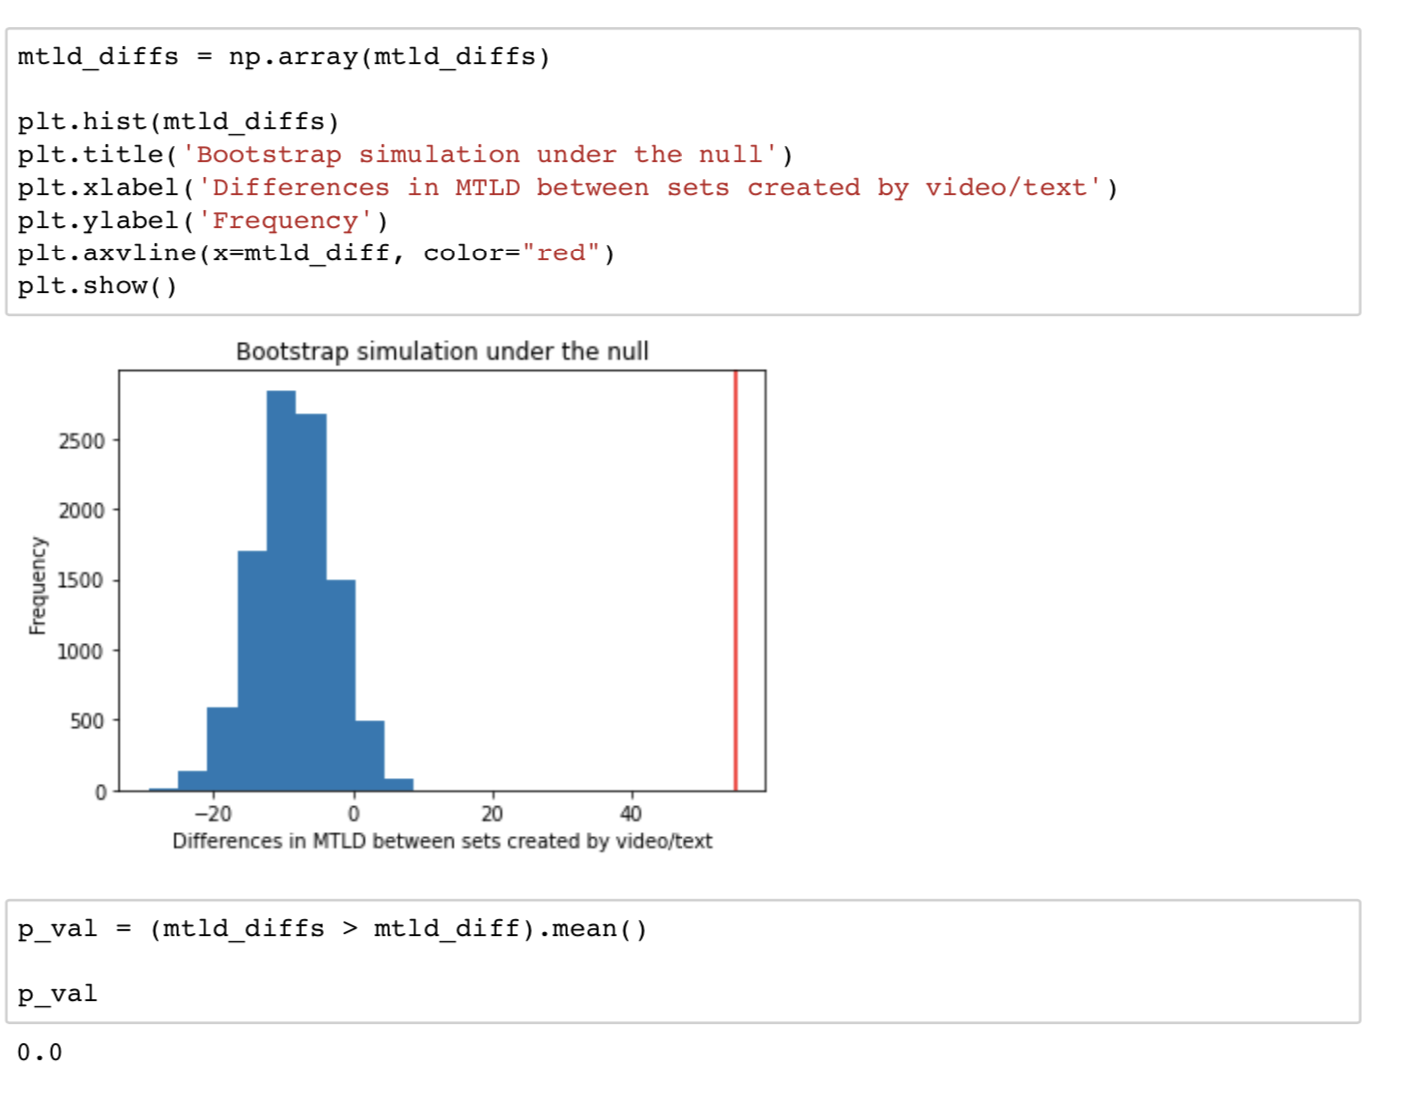 mtld_diffs = np.array(mtld_diffs)
plt.hist(mtld_diffs)
plt.title('Bootstrap simulation under the null')
plt.xlabel('Differences in MTLD between sets created by video/text')
plt.ylabel('Frequency')
plt.axvline(x=mtld_diff, color="red")
plt.show()
Bootstrap simulation under the null
2500
2000
1500
1000
500
0
Frequency
−20 0 20 40
Differences in MTLD between sets created by video/text
p_val = (mtld_diffs > mtld_diff).mean()
p_val
0.0